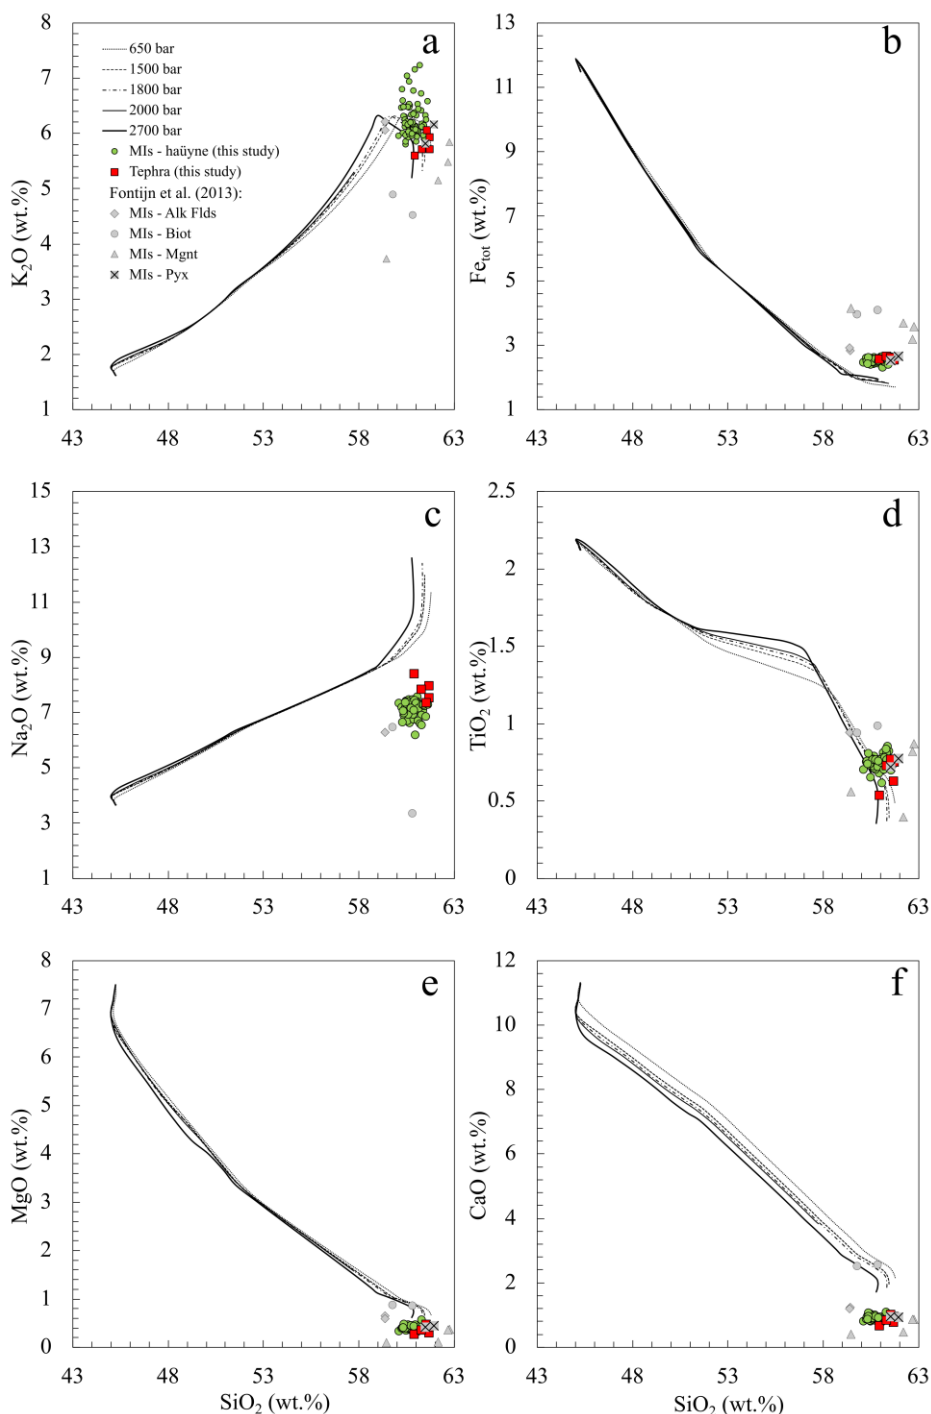 a
8
7
6
5
4
3
2
1
K₂O (wt.%)
650 bar
1500 bar
1800 bar
2000 bar
2700 bar
MIs - haüyne (this study)
Tephra (this study)
Fontijn et al. (2013):
MIs - Alk Flds
MIs - Biot
MIs - Mgnt
MIs - Pyx
43 48 53 58 63
b
13
11
9
7
5
3
1
Fe_tot (wt.%)
43 48 53 58 63
c
15
13
11
9
7
5
3
1
Na₂O (wt.%)
43 48 53 58 63
d
2.5
2
1.5
1
0.5
0
TiO₂ (wt.%)
43 48 53 58 63
e
8
7
6
5
4
3
2
1
0
MgO (wt.%)
43 48 53 58 63
SiO₂ (wt.%)
f
12
10
8
6
4
2
0
CaO (wt.%)
43 48 53 58 63
SiO₂ (wt.%)